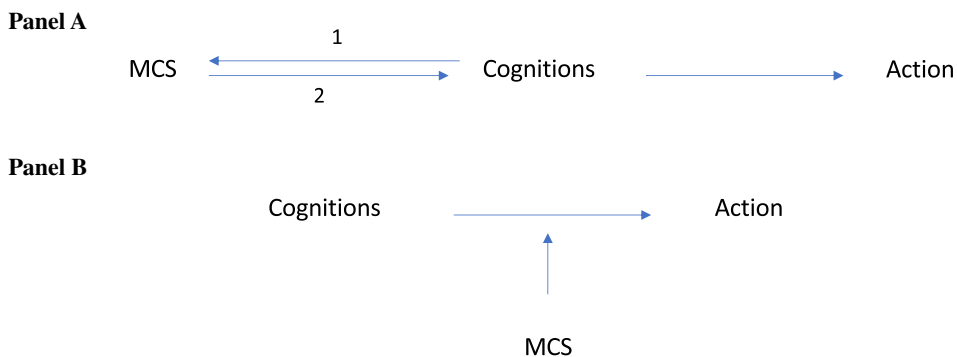 Panel A
1
MCS Cognitions Action
2
Panel B
Cognitions Action
MCS